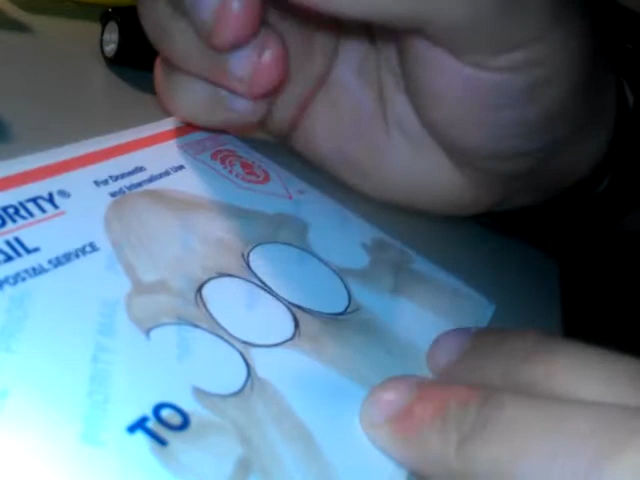 ORITY®
For Domestic
and International Use
AIL
POSTAL SERVICE
TO